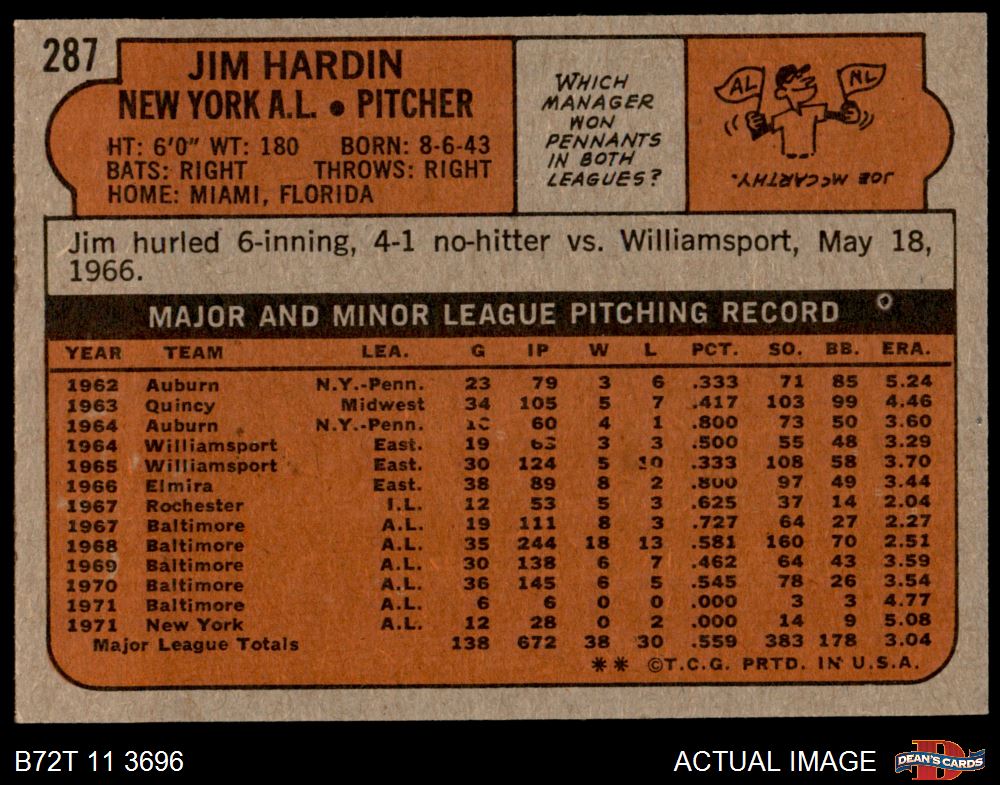 287
JIM HARDIN
NEW YORK A.L. • PITCHER
HT: 6'0" WT: 180 BORN: 8-6-43
BATS: RIGHT THROWS: RIGHT
HOME: MIAMI, FLORIDA
WHICH
MANAGER
WON
PENNANTS
IN BOTH
LEAGUES?
AL NL
JOE MCCARTHY.
Jim hurled 6-inning, 4-1 no-hitter vs. Williamsport, May 18,
1966.
MAJOR AND MINOR LEAGUE PITCHING RECORD
YEAR TEAM LEA. G IP W L PCT. SO. BB. ERA.
1962 Auburn N.Y.-Penn. 23 79 3 6 .333 71 85 5.24
1963 Quincy Midwest 34 105 5 7 .417 103 99 4.46
1964 Auburn N.Y.-Penn. 60 4 1 .800 73 50 3.60
1964 Williamsport East. 19 3 3 .500 55 48 3.29
1965 Williamsport East. 30 124 5 10 .333 108 58 3.70
1966 Elmira East. 38 89 8 2 .800 97 49 3.44
1967 Rochester I.L. 12 53 5 3 .625 37 14 2.04
1967 Baltimore A.L. 19 111 8 3 .727 64 27 2.27
1968 Baltimore A.L. 35 244 18 13 .581 160 70 2.51
1969 Baltimore A.L. 30 138 6 7 .462 64 43 3.59
1970 Baltimore A.L. 36 145 6 5 .545 78 26 3.54
1971 Baltimore A.L. 6 6 0 0 .000 3 3 4.77
1971 New York A.L. 12 28 0 2 .000 14 9 5.08
Major League Totals 138 672 38 30 .559 383 178 3.04
** ©T.C.G. PRTD. IN U.S.A.
B72T 11 3696 ACTUAL IMAGE DEAN'S CARDS